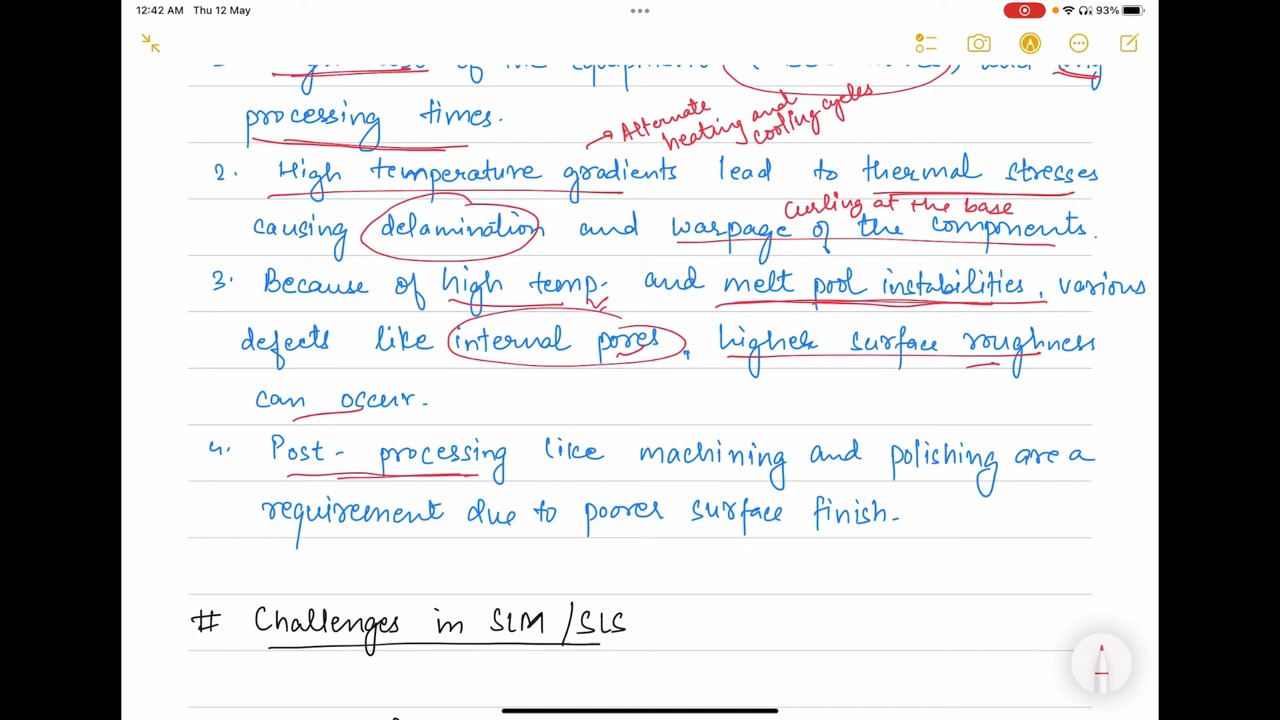 12:42 AM Thu 12 May
93%
of the Equipment
processing times.
→ Alternate
heating and
cooling cycles
2. High temperature gradients lead to thermal stresses
curling at the base
causing delamination and warpage of the components.
3. Because of high temp. and melt pool instabilities, various
defects like internal pores, higher surface roughness
can occur.
4. Post-processing like machining and polishing are a
requirement due to poorer surface finish.
# Challenges in SLM/SLS